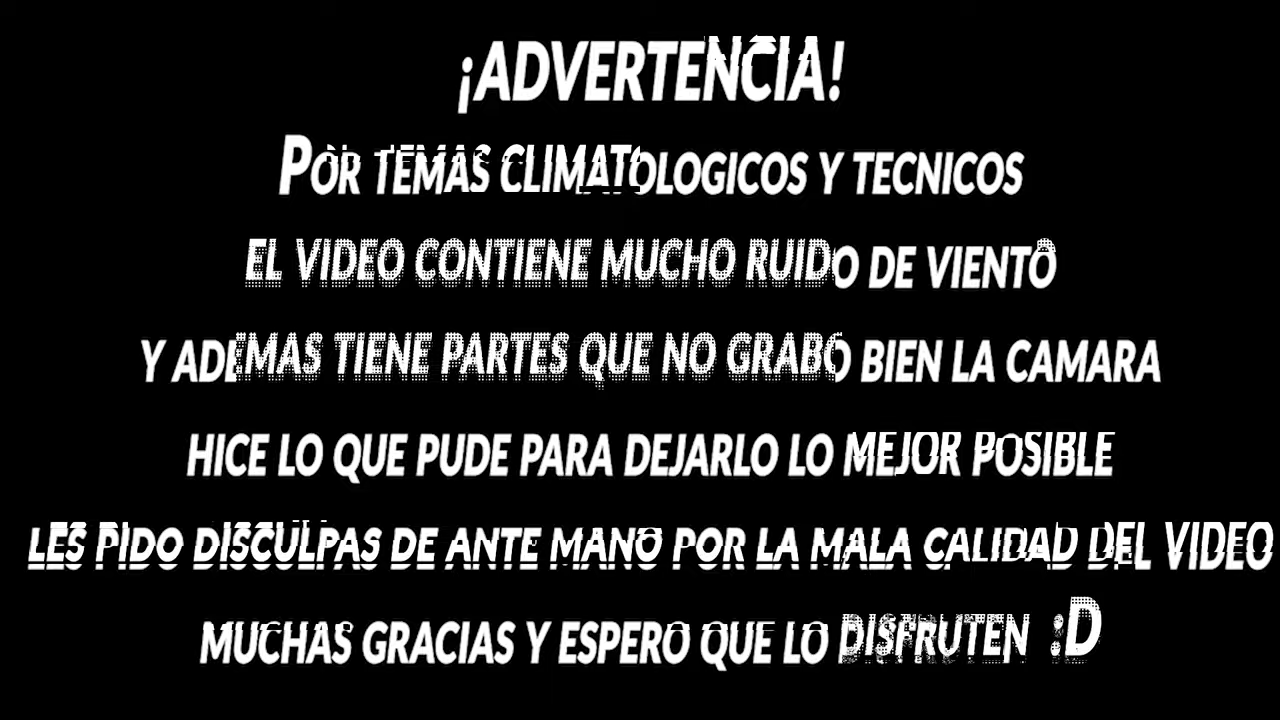 ¡ADVERTENCIA!
POR TEMAS CLIMATOLOGICOS Y TECNICOS
EL VIDEO CONTIENE MUCHO RUIDO DE VIENTO
Y ADEMAS TIENE PARTES QUE NO GRABO BIEN LA CAMARA
HICE LO QUE PUDE PARA DEJARLO LO MEJOR POSIBLE
LES PIDO DISCULPAS DE ANTE MANO POR LA MALA CALIDAD DEL VIDEO
MUCHAS GRACIAS Y ESPERO QUE LO DISFRUTEN :D